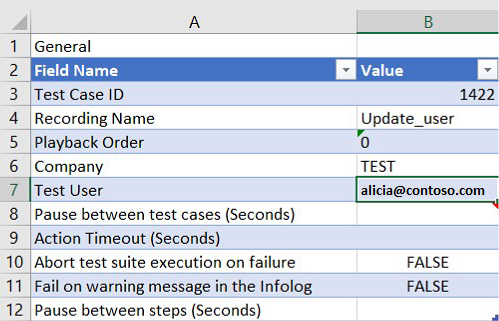 A B
1 General
2 Field Name Value
3 Test Case ID 1422
4 Recording Name Update_user
5 Playback Order 0
6 Company TEST
7 Test User alicia@contoso.com
8 Pause between test cases (Seconds)
9 Action Timeout (Seconds)
10 Abort test suite execution on failure FALSE
11 Fail on warning message in the Infolog FALSE
12 Pause between steps (Seconds)